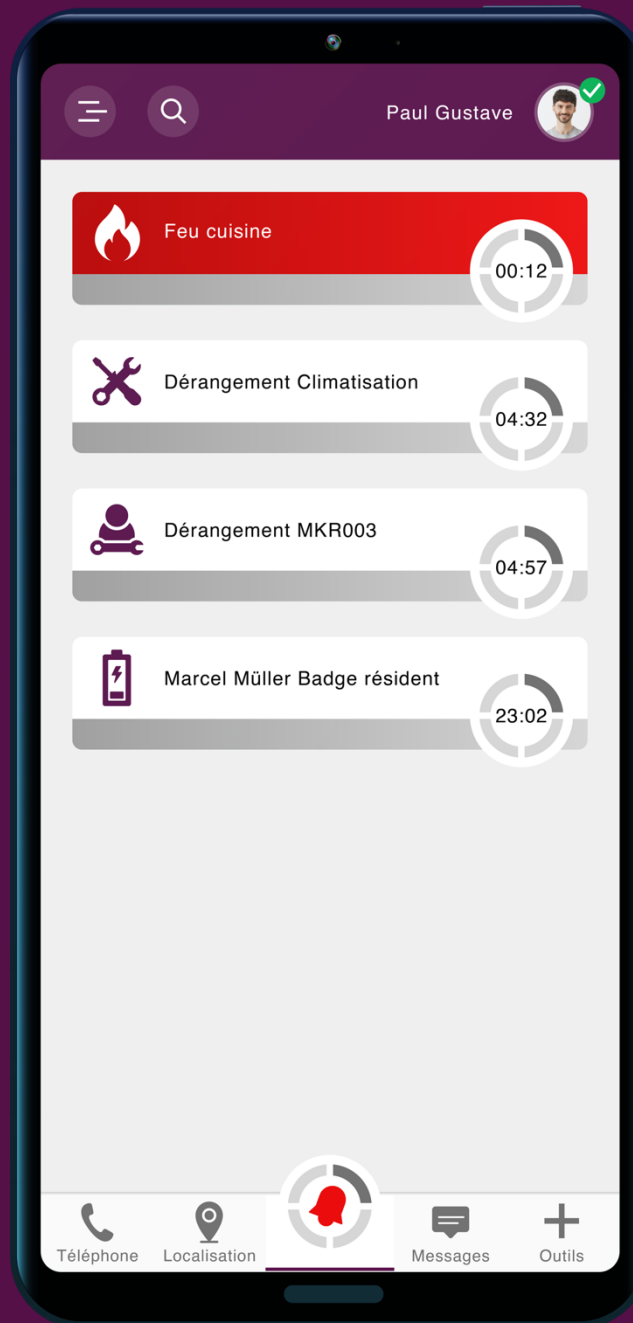 Paul Gustave
Feu cuisine
00:12
Dérangement Climatisation
04:32
Dérangement MKR003
04:57
Marcel Müller Badge résident
23:02
Téléphone
Localisation
Messages
Outils